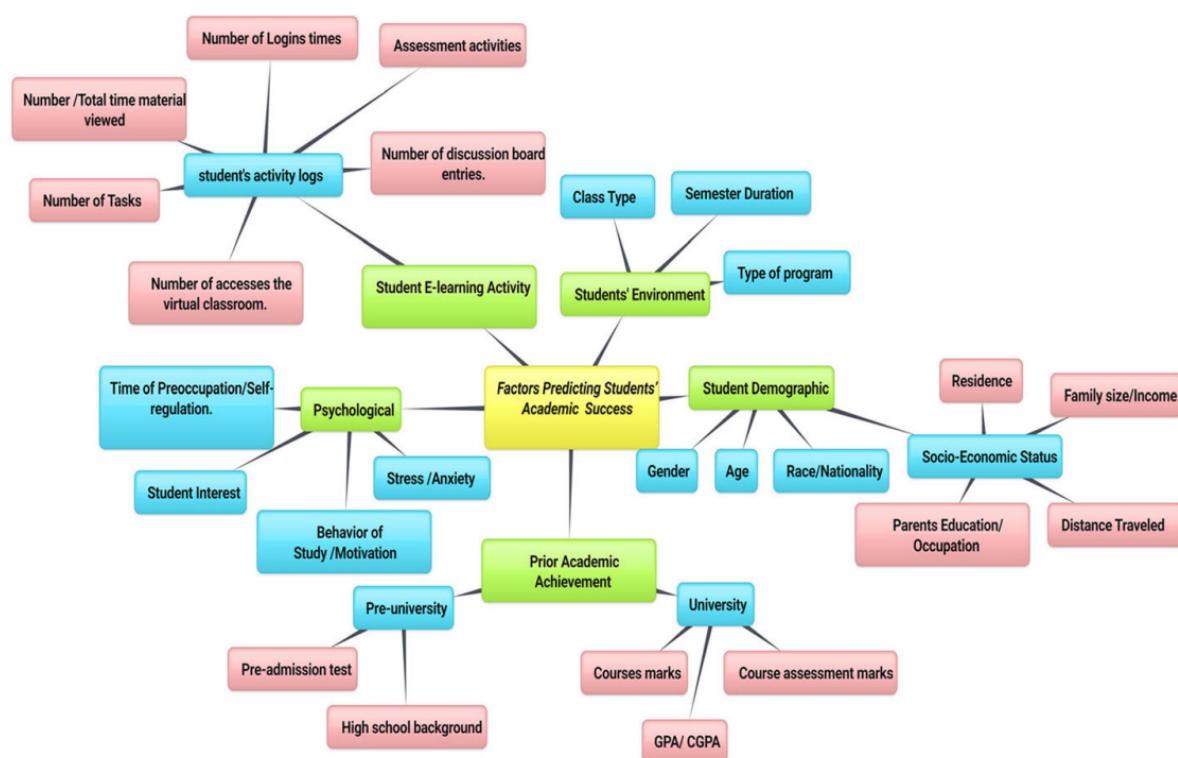 Number of Logins times
Assessment activities
Number /Total time material
viewed
Number of discussion board
entries.
student's activity logs
Number of Tasks
Number of accesses the
virtual classroom.
Student E-learning Activity
Class Type
Semester Duration
Type of program
Students' Environment
Factors Predicting Students'
Academic Success
Time of Preoccupation/Self-
regulation.
Psychological
Student Interest
Stress /Anxiety
Behavior of
Study /Motivation
Student Demographic
Gender
Age
Race/Nationality
Residence
Family size/Income
Socio-Economic Status
Parents Education/
Occupation
Distance Traveled
Prior Academic
Achievement
Pre-university
Pre-admission test
High school background
University
Courses marks
Course assessment marks
GPA/ CGPA